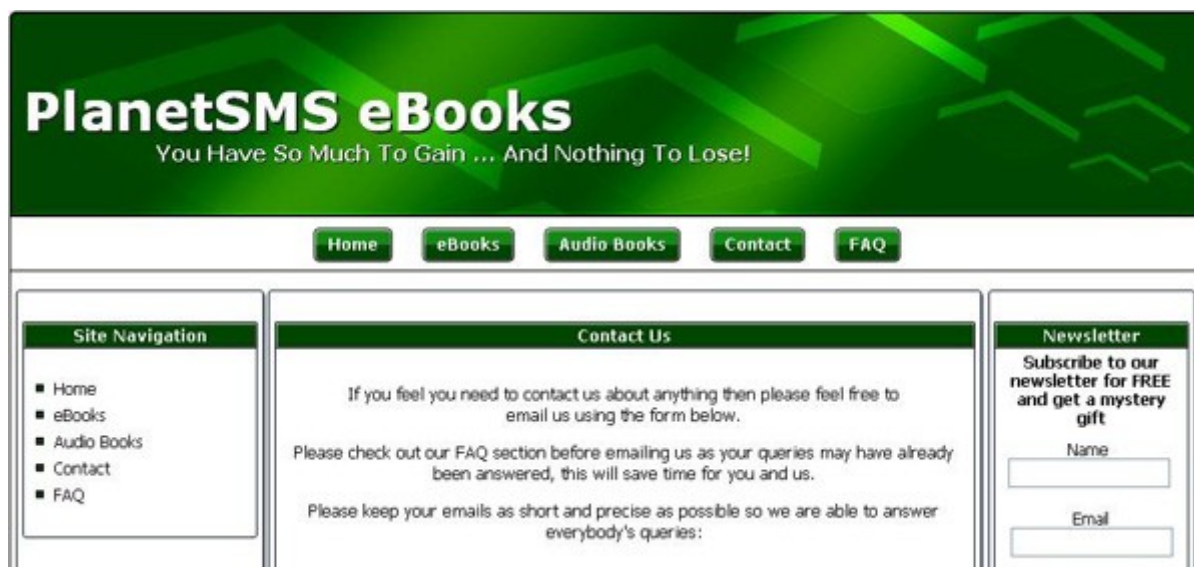 PlanetSMS eBooks
You Have So Much To Gain ... And Nothing To Lose!
Home
eBooks
Audio Books
Contact
FAQ
Site Navigation
Home
eBooks
Audio Books
Contact
FAQ
Contact Us
If you feel you need to contact us about anything then please feel free to
email us using the form below.
Please check out our FAQ section before emailing us as your queries may have already
been answered, this will save time for you and us.
Please keep your emails as short and precise as possible so we are able to answer
everybody's queries:
Newsletter
Subscribe to our
newsletter for FREE
and get a mystery
gift
Name
Email